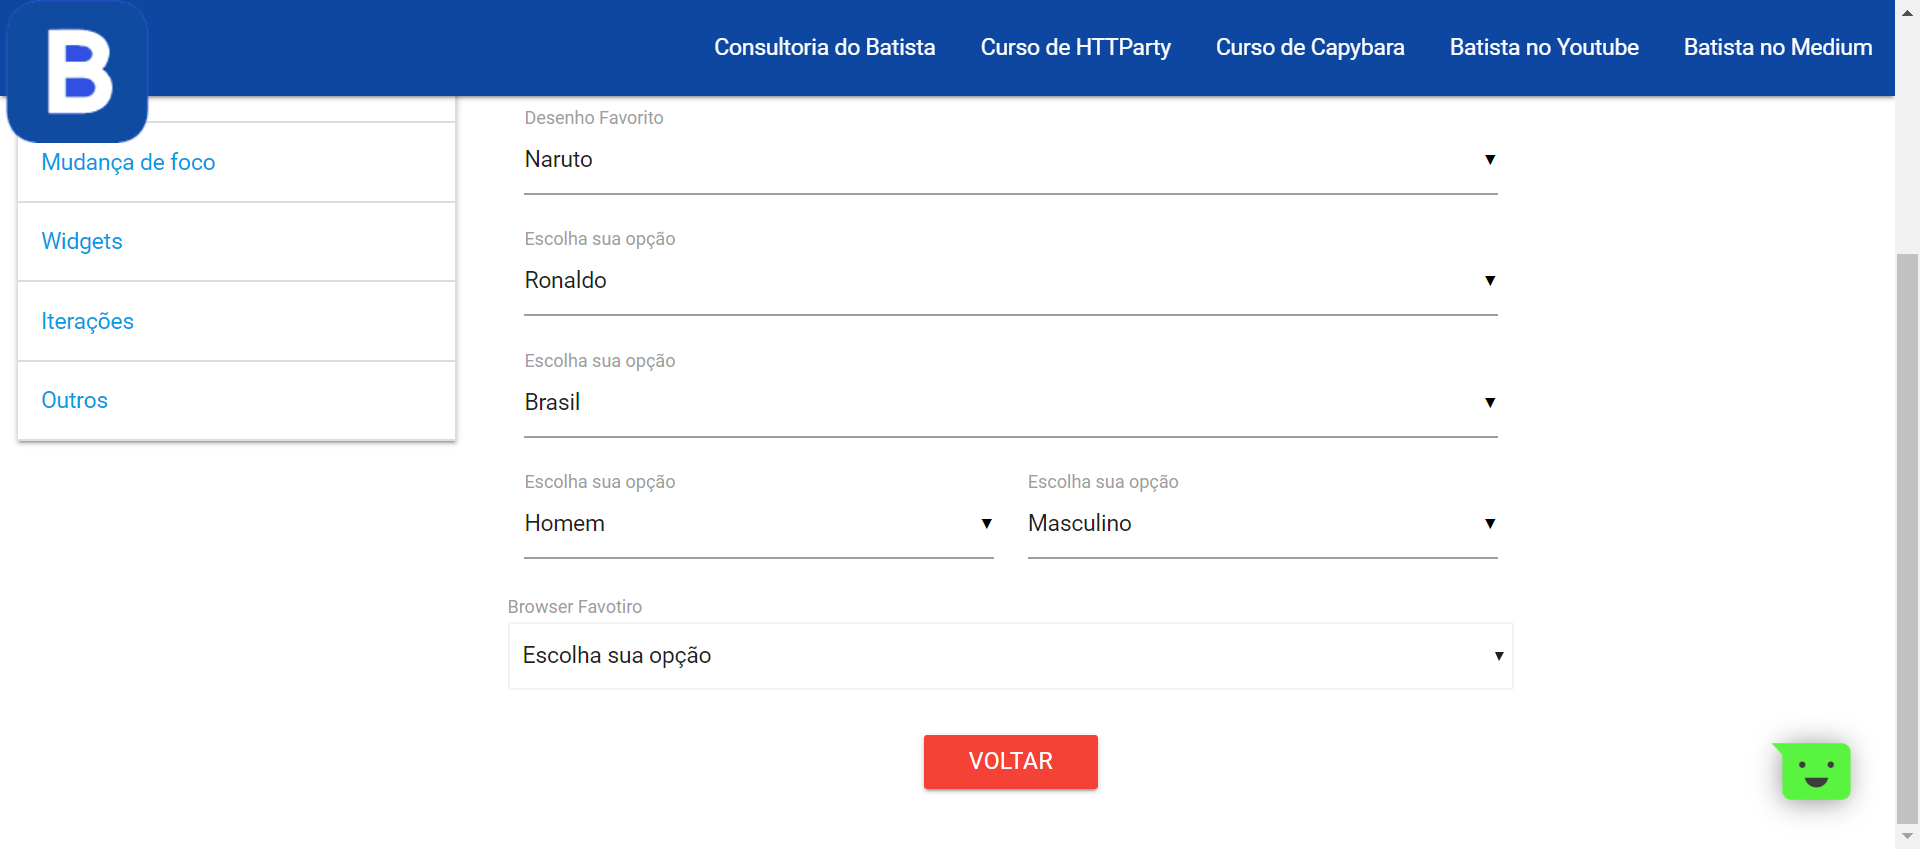 B
Consultoria do Batista
Curso de HTTParty
Curso de Capybara
Batista no Youtube
Batista no Medium
Mudança de foco
Widgets
Iterações
Outros
Desenho Favorito
Naruto
Escolha sua opção
Ronaldo
Escolha sua opção
Brasil
Escolha sua opção
Homem
Escolha sua opção
Masculino
Browser Favotiro
Escolha sua opção
VOLTAR